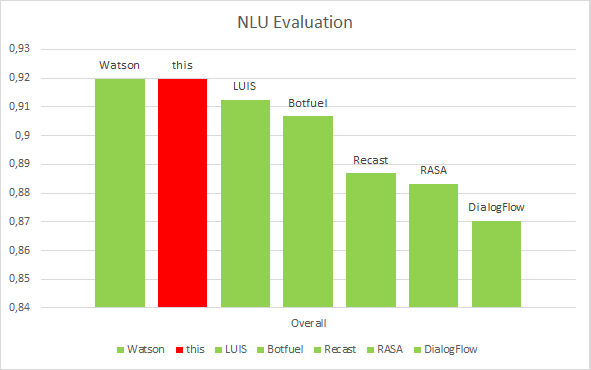 NLU Evaluation
0,93
0,92
0,91
0,9
0,89
0,88
0,87
0,86
0,85
0,84
Watson
this
LUIS
Botfuel
Recast
RASA
DialogFlow
Overall
Watson this LUIS Botfuel Recast RASA DialogFlow